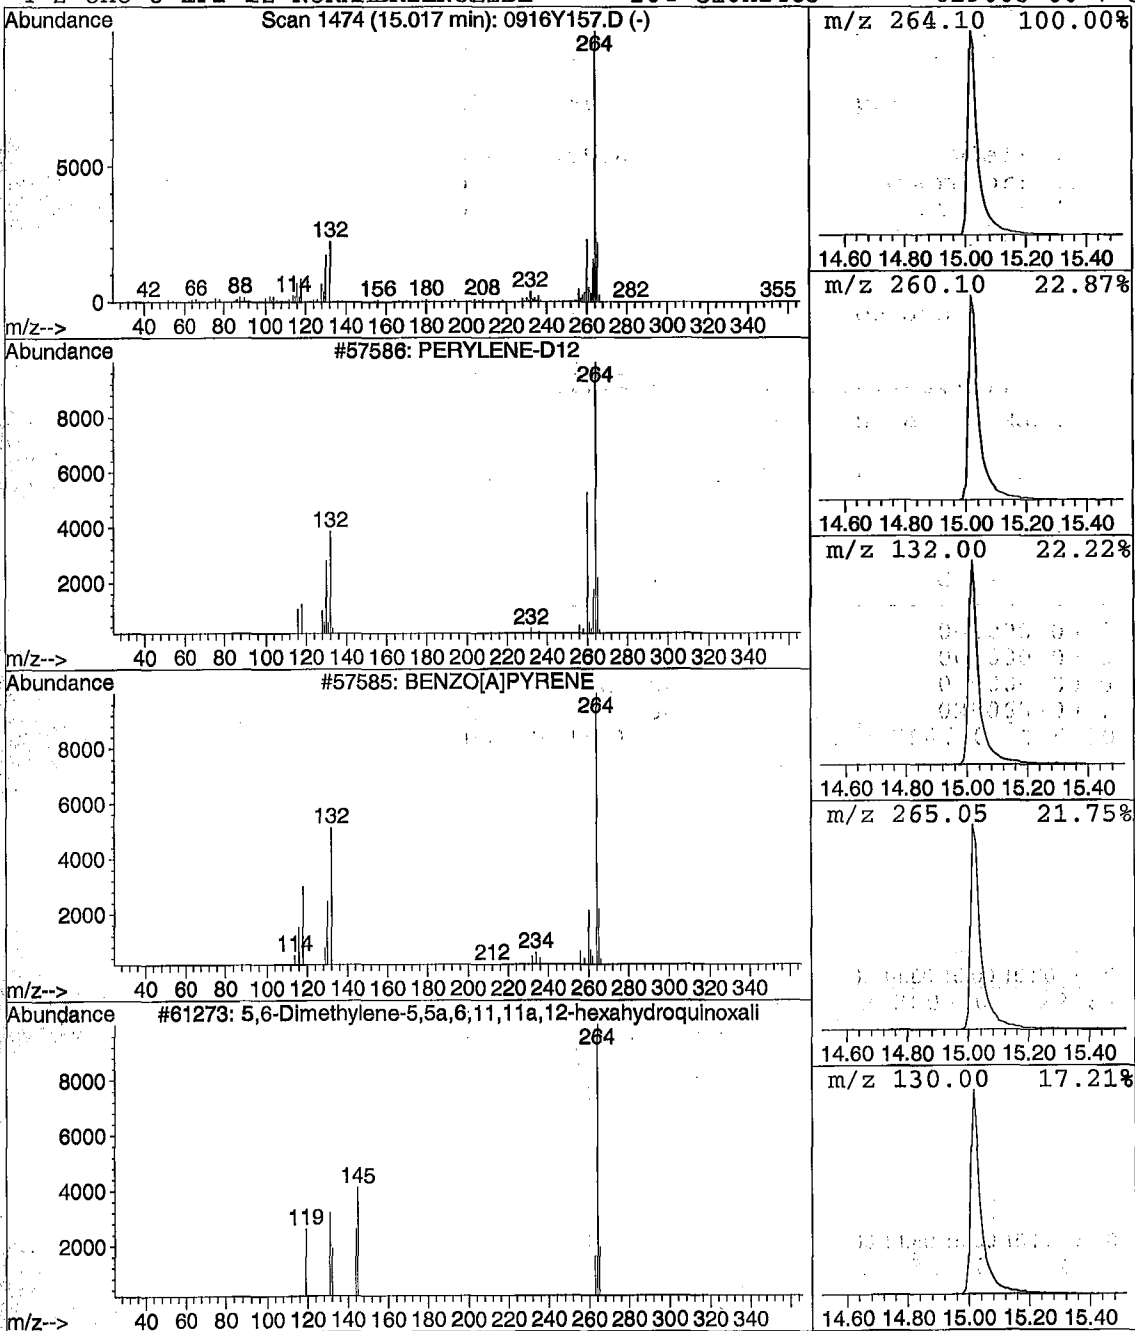 Abundance Scan 1474 (15.017 min): 0916Y157.D (-)
264
5000
132
42 66 88 114 156 180 208 232 282 355
0
m/z--> 40 60 80 100 120 140 160 180 200 220 240 260 280 300 320 340
Abundance #57586: PERYLENE-D12
264
8000
6000
4000
132
2000
232
m/z--> 40 60 80 100 120 140 160 180 200 220 240 260 280 300 320 340
Abundance #57585: BENZO[A]PYRENE
264
8000
6000
132
4000
2000
114 212 234
m/z--> 40 60 80 100 120 140 160 180 200 220 240 260 280 300 320 340
Abundance #61273: 5,6-Dimethylene-5,5a,6,11,11a,12-hexahydroquinoxali
264
8000
6000
145
4000
119
2000
m/z--> 40 60 80 100 120 140 160 180 200 220 240 260 280 300 320 340
m/z 264.10 100.00%
14.60 14.80 15.00 15.20 15.40
m/z 260.10 22.87%
14.60 14.80 15.00 15.20 15.40
m/z 132.00 22.22%
14.60 14.80 15.00 15.20 15.40
m/z 265.05 21.75%
14.60 14.80 15.00 15.20 15.40
m/z 130.00 17.21%
14.60 14.80 15.00 15.20 15.40